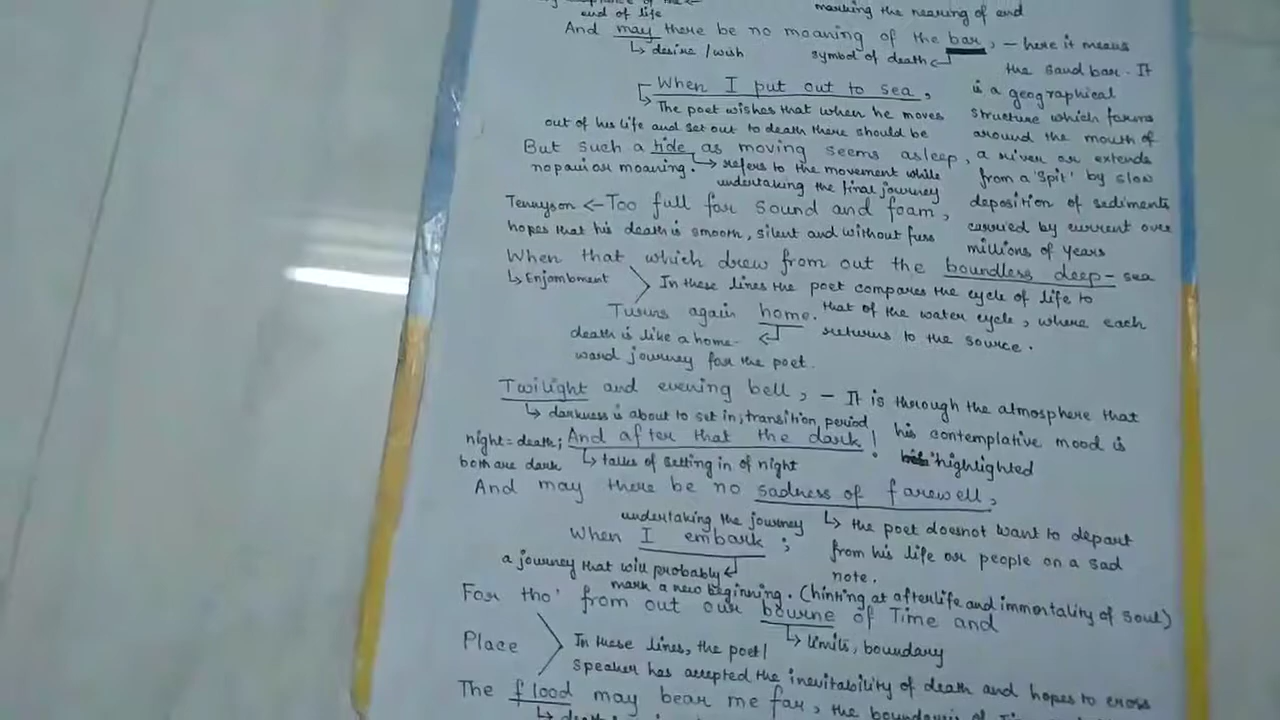 end of life
marking the nearing of end
And may there be no moaning of the bar, – here it means
↳ desire/wish symbol of death ↲ the sand bar. It
When I put out to sea, is a geographical
↳ The poet wishes that when he moves structure which forms
out of his life and set out to death there should be around the mouth of
But such a tide as moving seems asleep, a river or extends
no pain or moaning. ↳ refers to the movement while from a 'spit' by slow
undertaking the final journey
Tennyson ← Too full for sound and foam, deposition of sediments
hopes that his death is smooth, silent and without fuss carried by current over
millions of years
When that which drew from out the boundless deep – sea
↳ Enjambment In these lines the poet compares the cycle of life to
Turns again home. that of the water cycle, where each
death is like a home- returns to the source.
ward journey for the poet.
Twilight and evening bell, – It is through the atmosphere that
↳ darkness is about to set in; transition period his contemplative mood is
night = death; And after that the dark! highlighted
both are dark ↳ talks of setting in of night
And may there be no sadness of farewell,
undertaking the journey ↳ the poet doesnot want to depart
When I embark; from his life or people on a sad
a journey that will probably note.
mark a new beginning. (hinting at afterlife and immortality of soul)
For tho' from out our bourne of Time and
↳ limits, boundary
Place In these lines, the poet/
speaker has accepted the inevitability of death and hopes to cross
The flood may bear me far, the